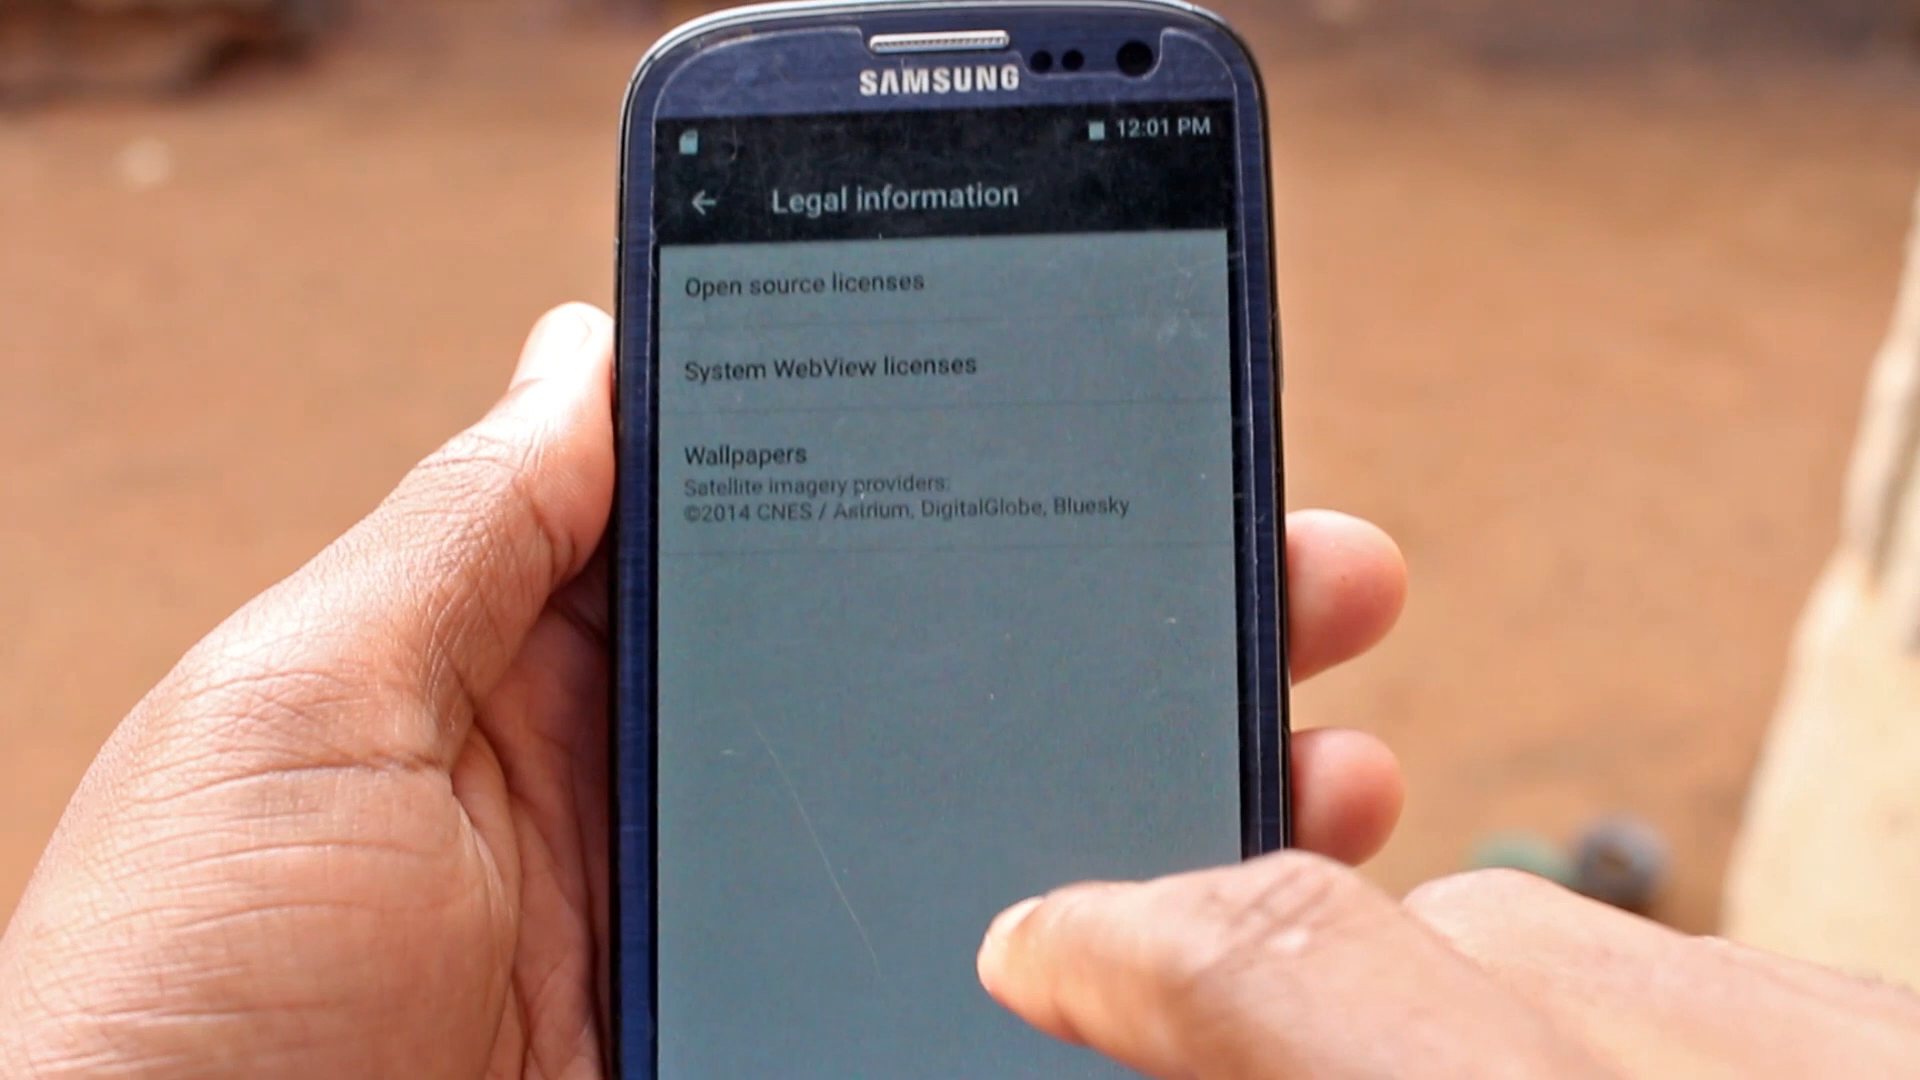 SAMSUNG
12:01 PM
Legal information
Open source licenses
System WebView licenses
Wallpapers
Satellite imagery providers:
©2014 CNES / Astrium, DigitalGlobe, Bluesky